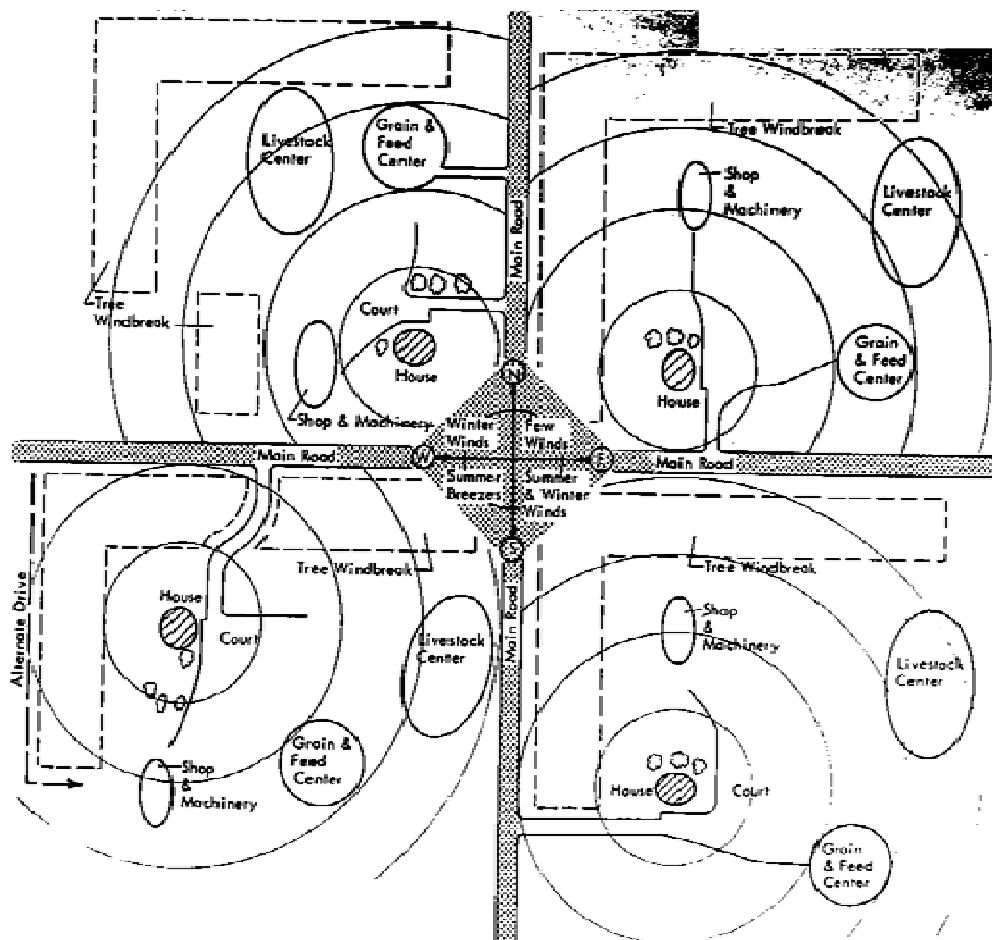 Livestock
Center
Grain &
Feed
Center
Main Road
Tree
Windbreak
Court
House
Shop & Machinery
Tree Windbreak
Shop
&
Machinery
Livestock
Center
Grain
& Feed
Center
House
Main Road
N
W
E
S
Winter
Winds
Few
Winds
Summer
Breezes
Summer
& Winter
Winds
Main Road
Alternate Drive
Tree Windbreak
House
Court
Livestock
Center
Grain &
Feed
Center
Shop
&
Machinery
Main Road
Tree Windbreak
Shop
&
Machinery
Livestock
Center
House
Court
Grain
& Feed
Center